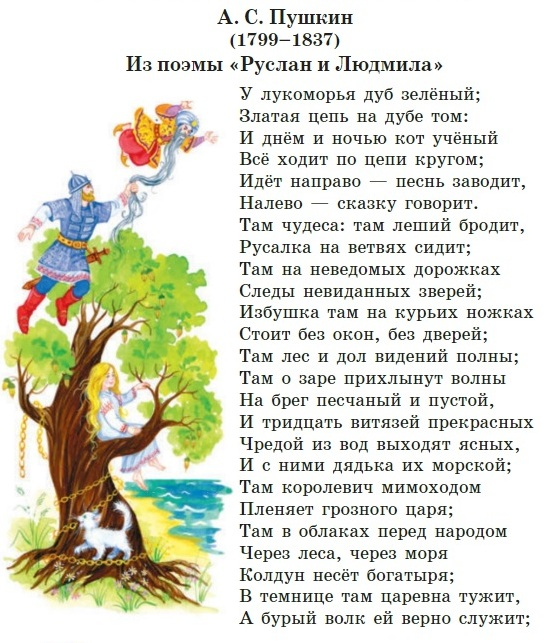 А. С. Пушкин
(1799–1837)
Из поэмы «Руслан и Людмила»
У лукоморья дуб зелёный;
Златая цепь на дубе том:
И днём и ночью кот учёный
Всё ходит по цепи кругом;
Идёт направо — песнь заводит,
Налево — сказку говорит.
Там чудеса: там леший бродит,
Русалка на ветвях сидит;
Там на неведомых дорожках
Следы невиданных зверей;
Избушка там на курьих ножках
Стоит без окон, без дверей;
Там лес и дол видений полны;
Там о заре прихлынут волны
На брег песчаный и пустой,
И тридцать витязей прекрасных
Чредой из вод выходят ясных,
И с ними дядька их морской;
Там королевич мимоходом
Пленяет грозного царя;
Там в облаках перед народом
Через леса, через моря
Колдун несёт богатыря;
В темнице там царевна тужит,
А бурый волк ей верно служит;